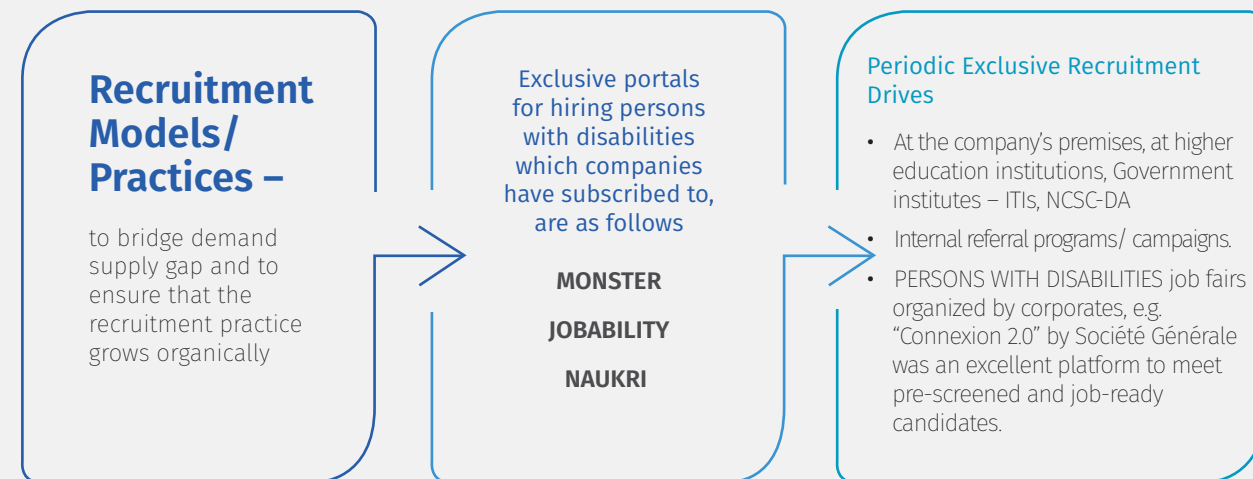 Recruitment
Models/
Practices –
to bridge demand
supply gap and to
ensure that the
recruitment practice
grows organically
Exclusive portals
for hiring persons
with disabilities
which companies
have subscribed to,
are as follows
MONSTER
JOBABILITY
NAUKRI
Periodic Exclusive Recruitment
Drives
• At the company's premises, at higher
education institutions, Government
institutes – ITIs, NCSC-DA
• Internal referral programs/ campaigns.
• PERSONS WITH DISABILITIES job fairs
organized by corporates, e.g.
“Connexion 2.0” by Société Générale
was an excellent platform to meet
pre-screened and job-ready
candidates.